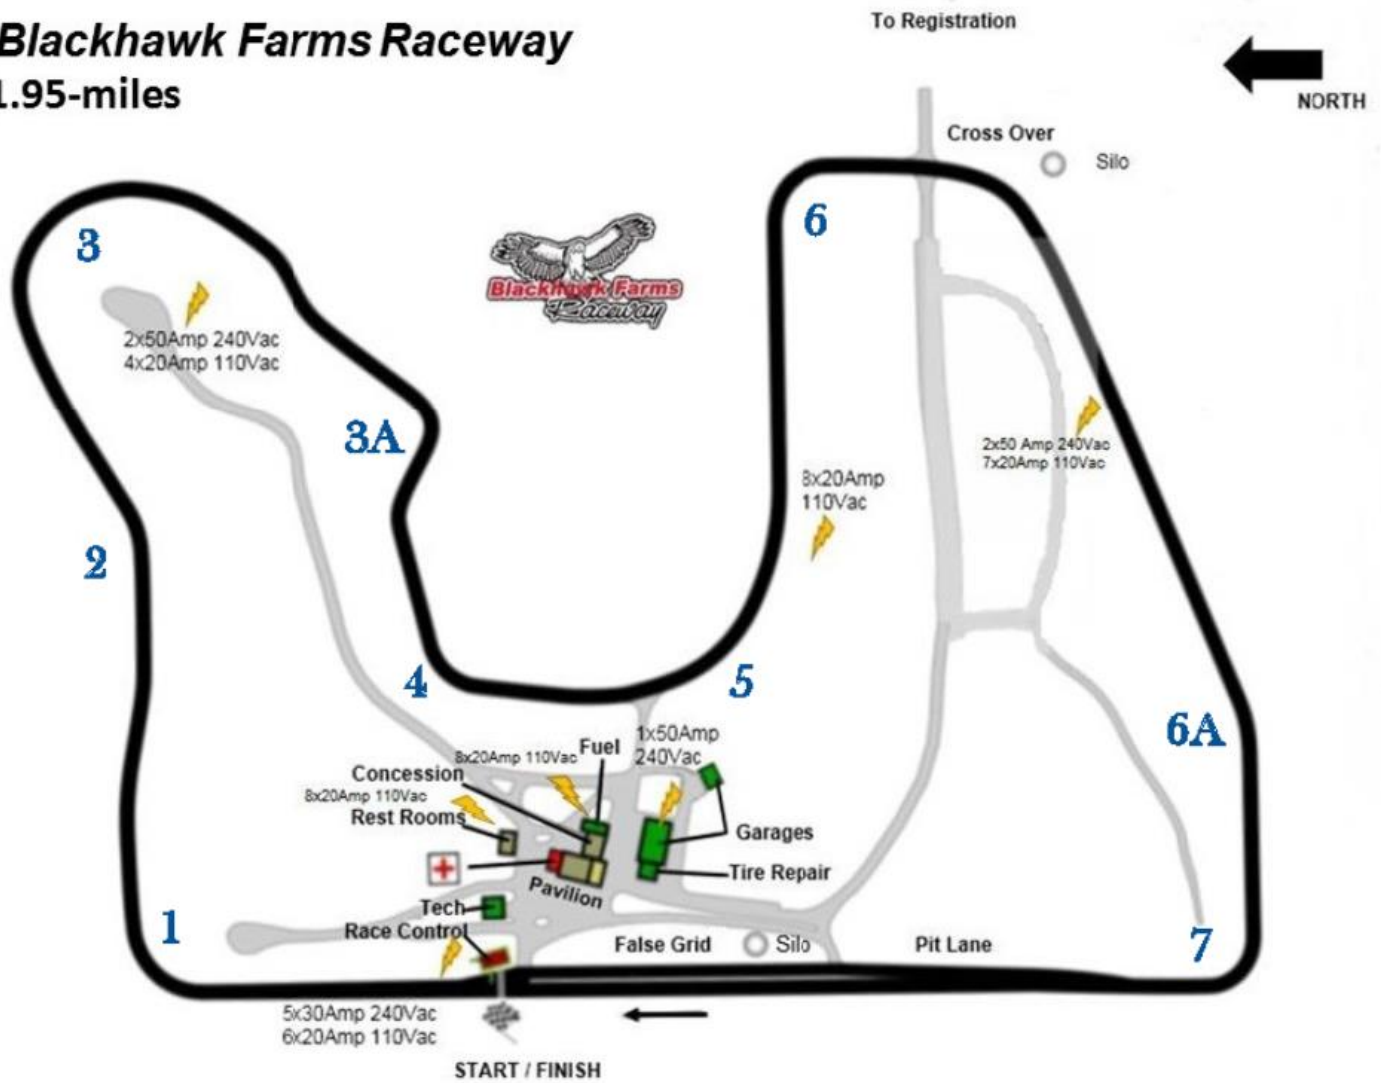 Blackhawk Farms Raceway
1.95-miles
To Registration
NORTH
Cross Over
Silo
3
6
Blackhawk Farms
Raceway
2x50Amp 240Vac
4x20Amp 110Vac
3A
2x50 Amp 240Vac
7x20Amp 110Vac
8x20Amp
110Vac
2
4
5
6A
1x50Amp
240Vac
Fuel
8x20Amp 110Vac
Concession
8x20Amp 110Vac
Rest Rooms
Garages
Tire Repair
Pavilion
Tech
Race Control
1
False Grid
Silo
Pit Lane
7
5x30Amp 240Vac
6x20Amp 110Vac
START / FINISH